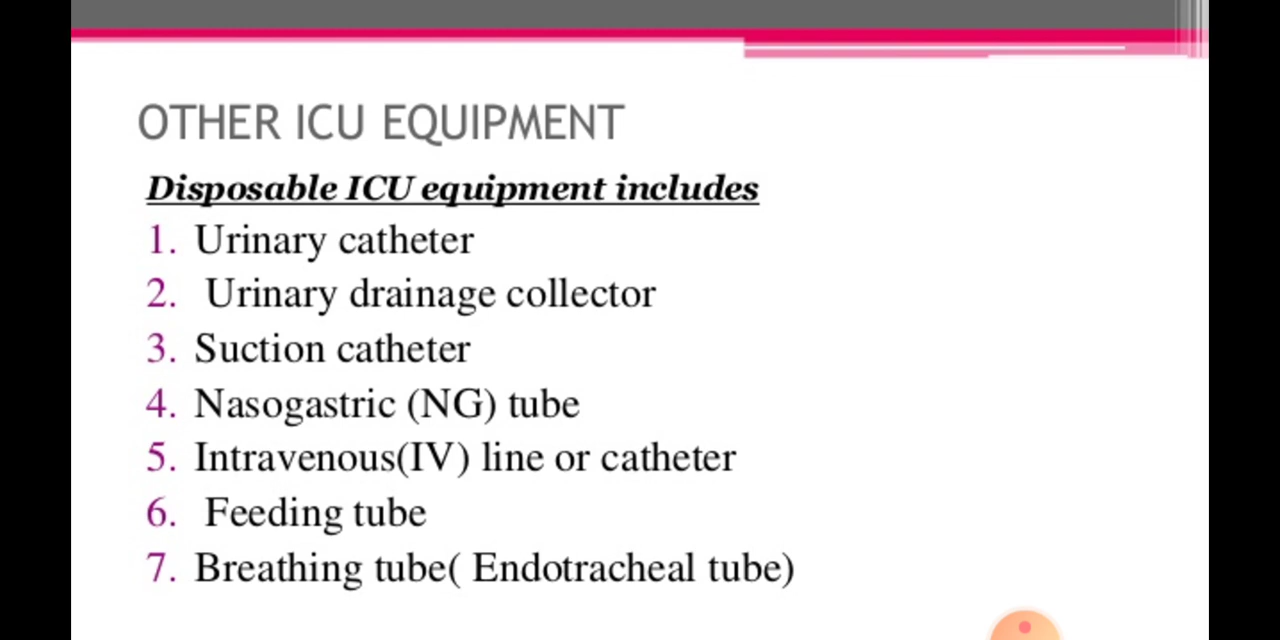 OTHER ICU EQUIPMENT
Disposable ICU equipment includes
1. Urinary catheter
2. Urinary drainage collector
3. Suction catheter
4. Nasogastric (NG) tube
5. Intravenous(IV) line or catheter
6. Feeding tube
7. Breathing tube( Endotracheal tube)